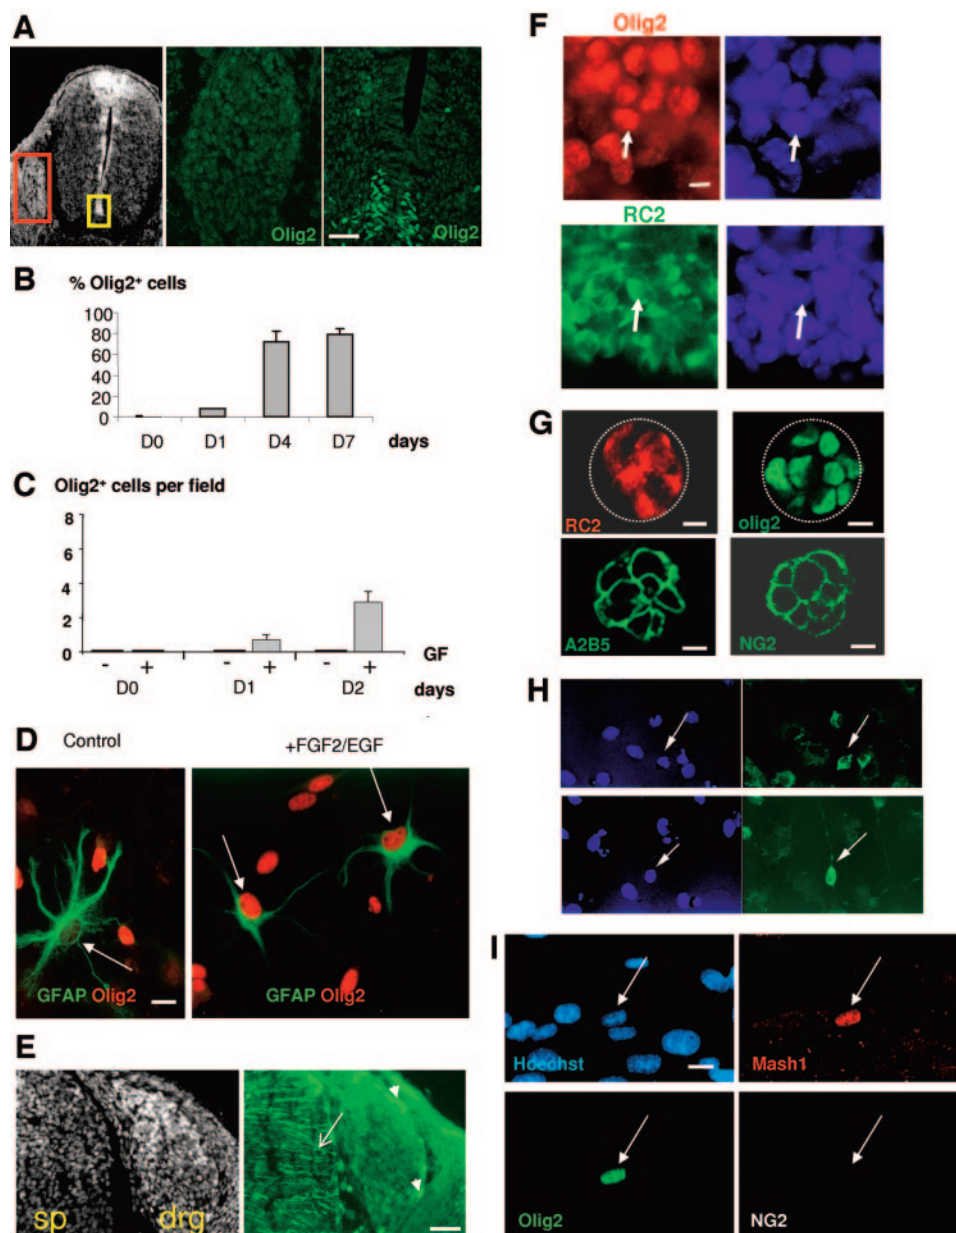 A
Olig2
Olig2
B
% Olig2+ cells
100
80
60
40
20
0
D0 D1 D4 D7 days
C
Olig2+ cells per field
8
6
4
2
0
- + - + - + GF
D0 D1 D2 days
D
Control
+FGF2/EGF
GFAP Olig2
GFAP Olig2
E
sp
drg
F
Olig2
RC2
G
RC2
olig2
A2B5
NG2
H
I
Hoechst
Mash1
Olig2
NG2